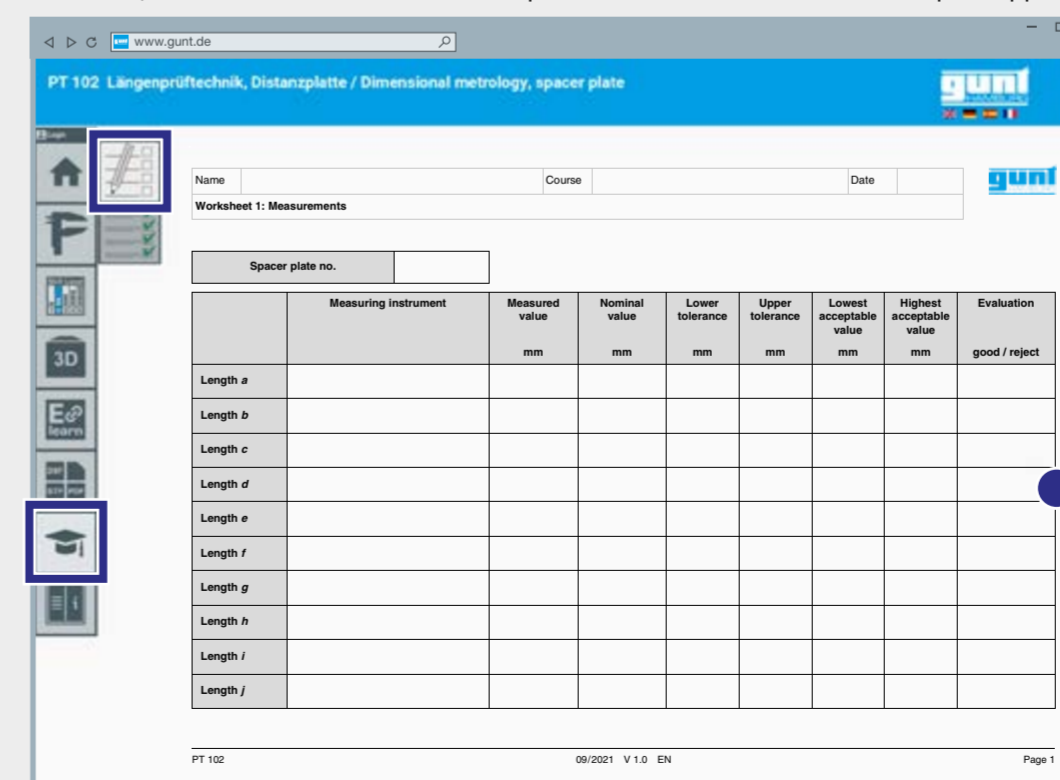 www.gunt.de
PT 102 Längenprüftechnik, Distanzplatte / Dimensional metrology, spacer plate
gunt
HAMBURG
Login
Name Course Date
gunt
Worksheet 1: Measurements
Spacer plate no.
Measuring instrument Measured value mm Nominal value mm Lower tolerance mm Upper tolerance mm Lowest acceptable value mm Highest acceptable value mm Evaluation good / reject
3D
Length a
E learn
Length b
Length c
Length d
Length e
Length f
Length g
Length h
Length i
Length j
PT 102 09/2021 V 1.0 EN Page 1